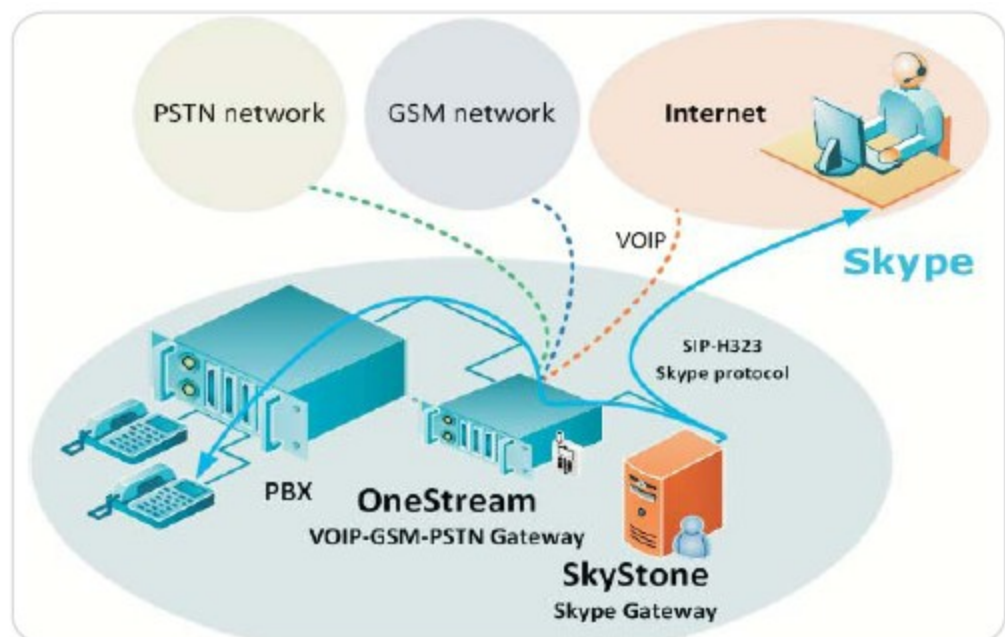 PSTN network
GSM network
Internet
VOIP
Skype
SIP-H323
Skype protocol
PBX
OneStream
VOIP-GSM-PSTN Gateway
SkyStone
Skype Gateway